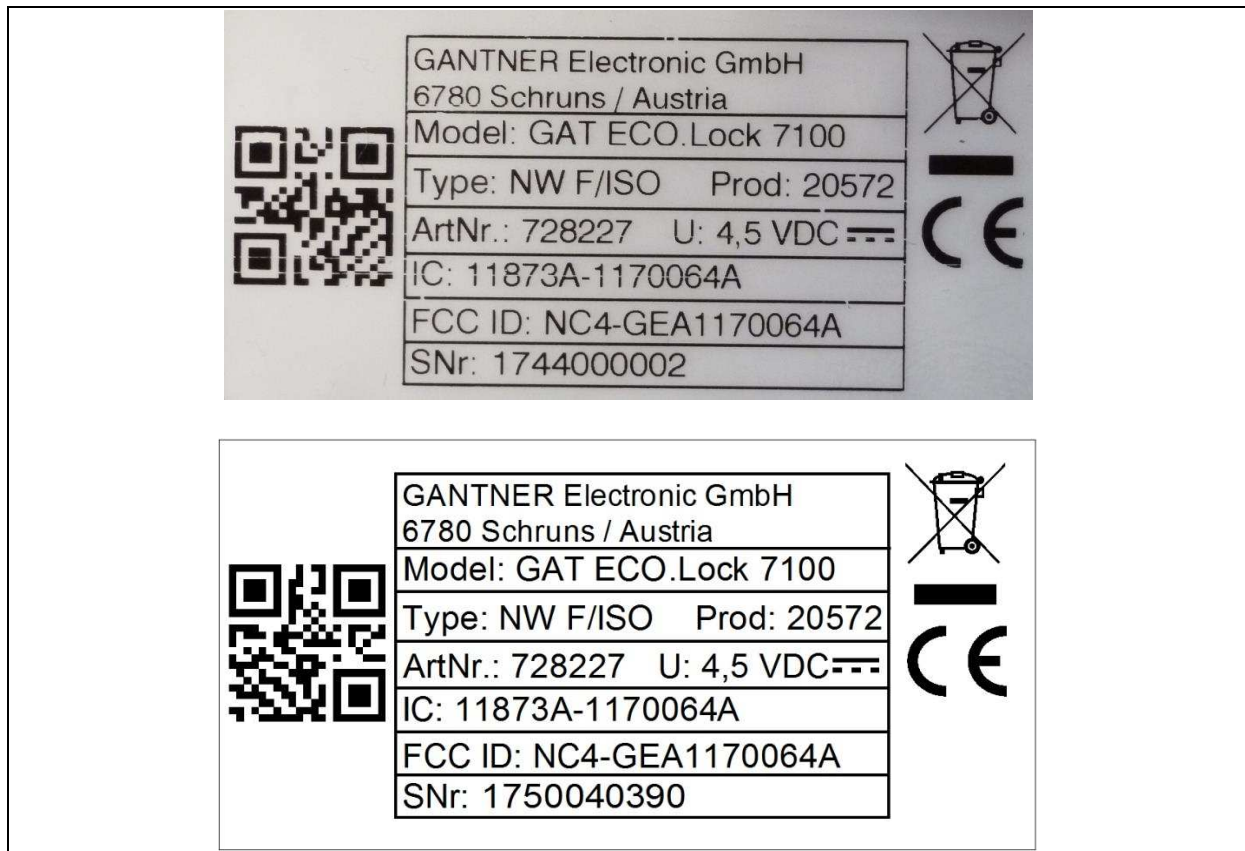 GANTNER Electronic GmbH
6780 Schruns / Austria
Model: GAT ECO.Lock 7100
Type: NW F/ISO Prod: 20572
ArtNr.: 728227 U: 4,5 VDC
IC: 11873A-1170064A
FCC ID: NC4-GEA1170064A
SNr: 1744000002
CE
GANTNER Electronic GmbH
6780 Schruns / Austria
Model: GAT ECO.Lock 7100
Type: NW F/ISO Prod: 20572
ArtNr.: 728227 U: 4,5 VDC
IC: 11873A-1170064A
FCC ID: NC4-GEA1170064A
SNr: 1750040390
CE